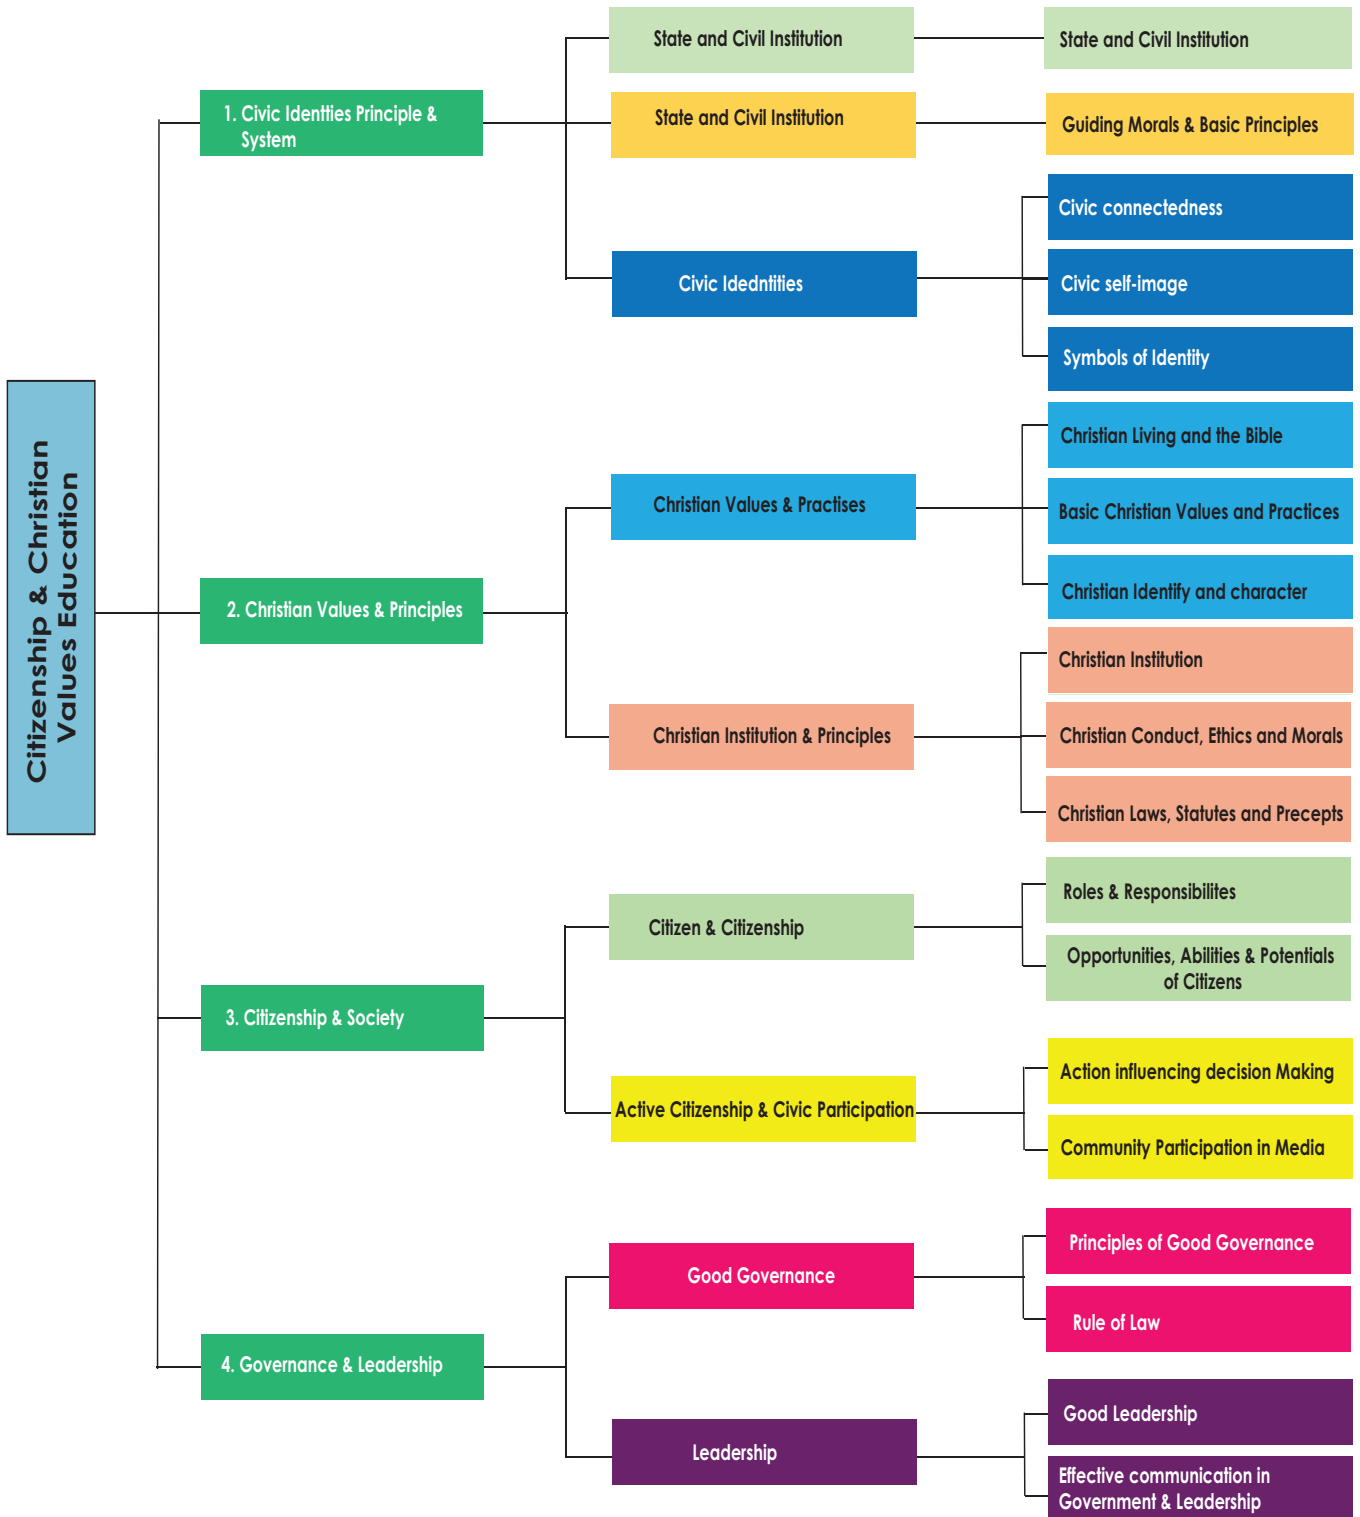 Citizenship & Christian
Values Education
1. Civic Identties Principle &
System
State and Civil Institution
State and Civil Institution
State and Civil Institution
Guiding Morals & Basic Principles
Civic Idedntities
Civic connectedness
Civic self-image
Symbols of Identity
2. Christian Values & Principles
Christian Values & Practises
Christian Living and the Bible
Basic Christian Values and Practices
Christian Identify and character
Christian Institution & Principles
Christian Institution
Christian Conduct, Ethics and Morals
Christian Laws, Statutes and Precepts
3. Citizenship & Society
Citizen & Citizenship
Roles & Responsibilites
Opportunities, Abilities & Potentials
of Citizens
Active Citizenship & Civic Participation
Action influencing decision Making
Community Participation in Media
4. Governance & Leadership
Good Governance
Principles of Good Governance
Rule of Law
Leadership
Good Leadership
Effective communication in
Government & Leadership